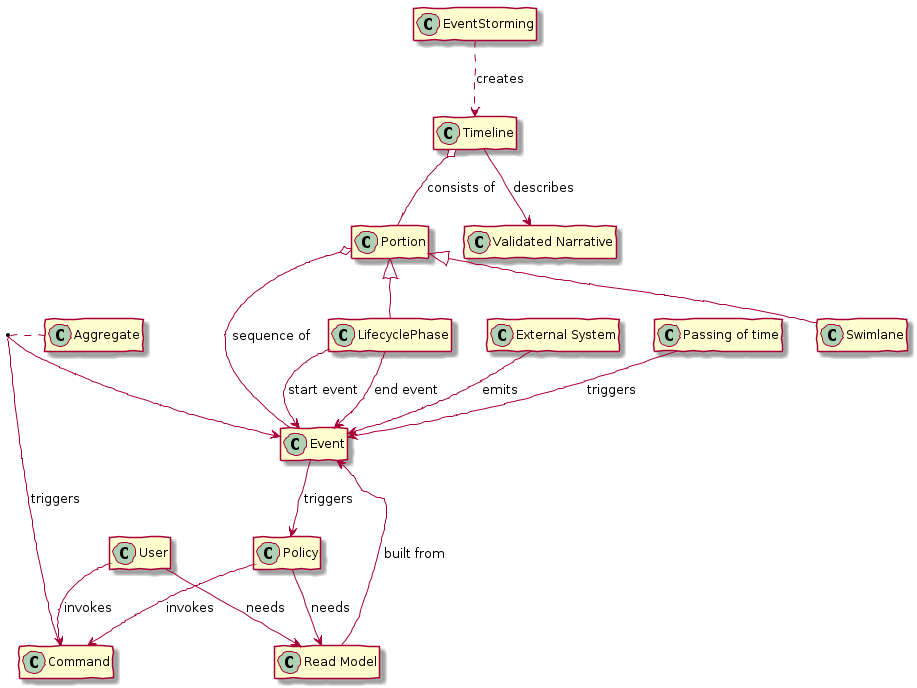 C EventStorming
creates
C Timeline
consists of
describes
C Portion
C Validated Narrative
C Aggregate
sequence of
C LifecyclePhase
C External System
C Passing of time
C Swimlane
start event
end event
emits
triggers
C Event
triggers
triggers
C User
C Policy
built from
invokes
invokes
needs
needs
C Command
C Read Model